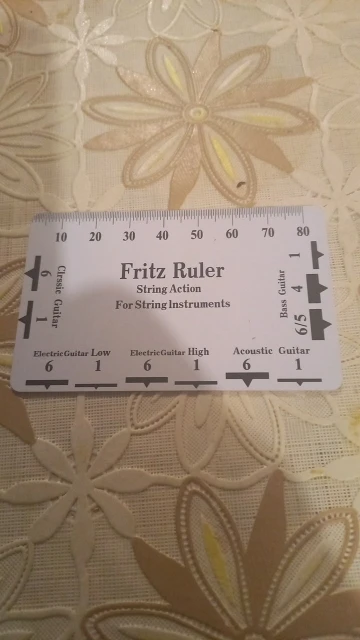 10 20 30 40 50 60 70 80
Fritz Ruler
String Action
For String Instruments
6 Clssic Guitar 1
Bass Guitar
1 4 6/5
Electric Guitar Low Electric Guitar High Acoustic Guitar
6 1 6 1 6 1